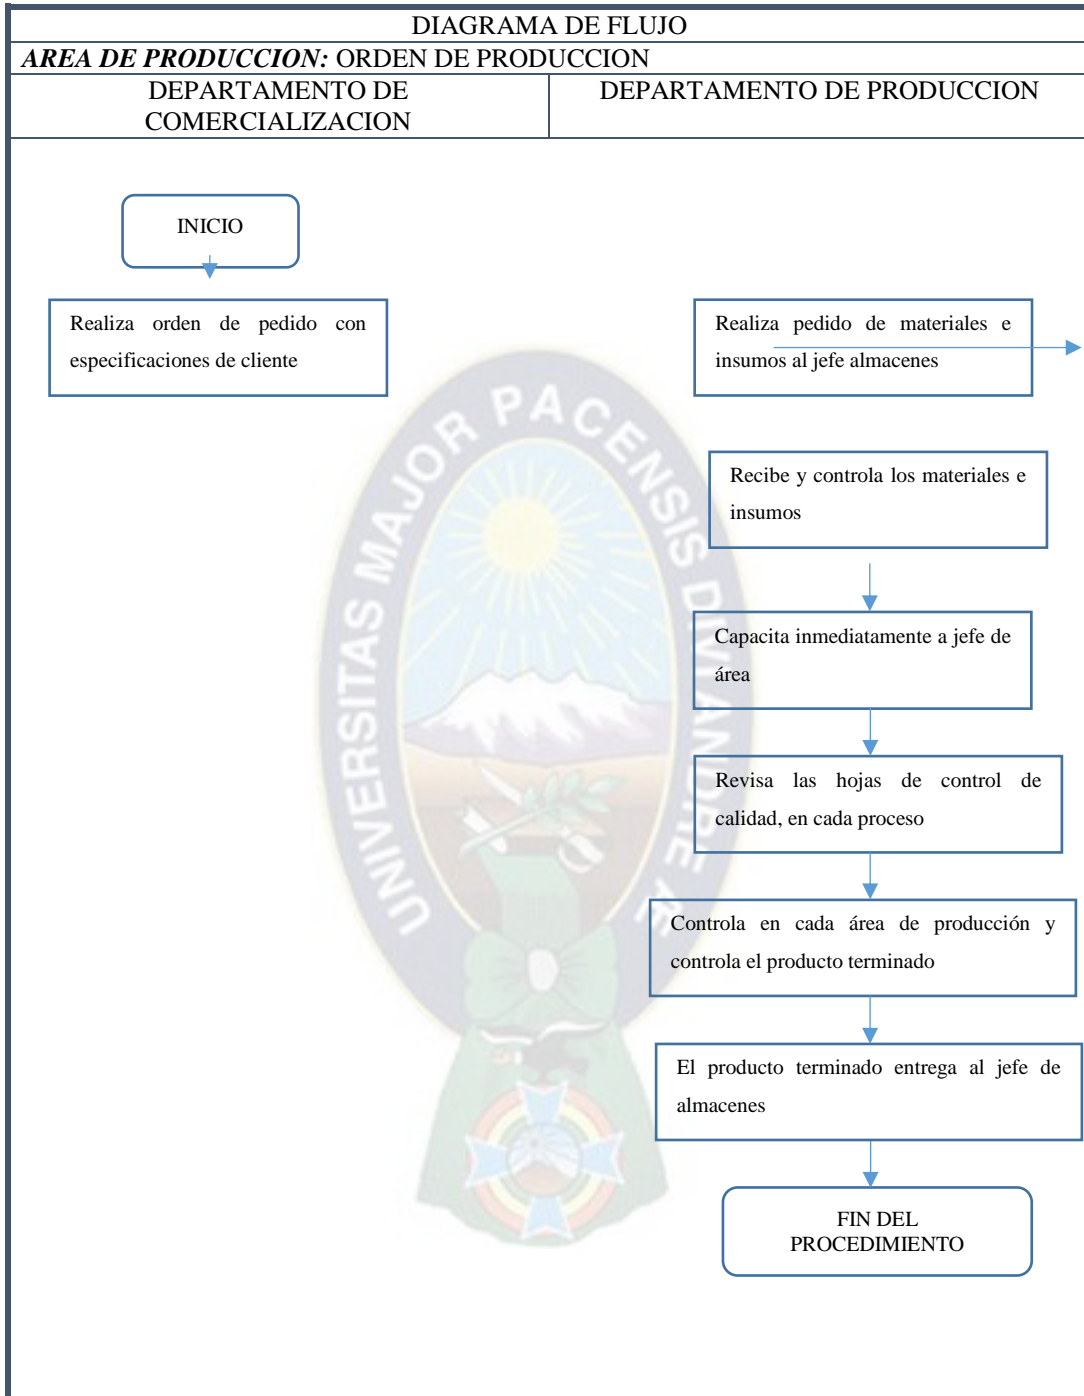 DIAGRAMA DE FLUJO
AREA DE PRODUCCION: ORDEN DE PRODUCCION
DEPARTAMENTO DE
COMERCIALIZACION
DEPARTAMENTO DE PRODUCCION
INICIO
Realiza orden de pedido con
especificaciones de cliente
Realiza pedido de materiales e
insumos al jefe almacenes
Recibe y controla los materiales e
insumos
Capacita inmediatamente a jefe de
área
Revisa las hojas de control de
calidad, en cada proceso
Controla en cada área de producción y
controla el producto terminado
El producto terminado entrega al jefe de
almacenes
FIN DEL
PROCEDIMIENTO
UNIVERSITAS MAJOR PACENSIS DIVI ANDRE Æ